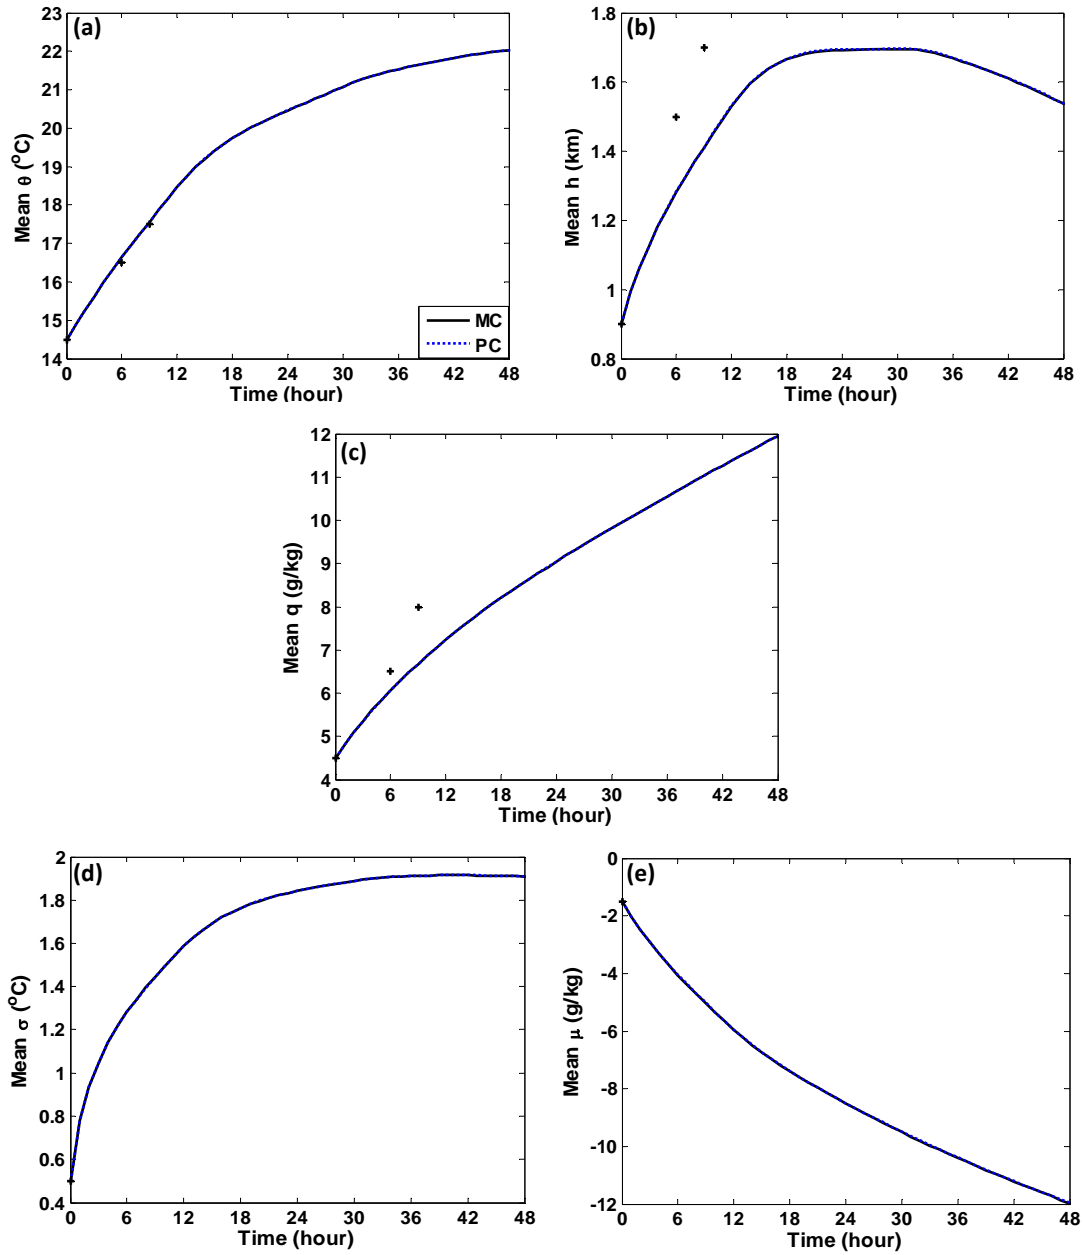 (a)
23
22
21
20
19
18
17
16
15
14
Mean θ (°C)
MC
PC
0 6 12 18 24 30 36 42 48
Time (hour)
(b)
1.8
1.6
1.4
1.2
1
0.8
Mean h (km)
0 6 12 18 24 30 36 42 48
Time (hour)
(c)
12
11
10
9
8
7
6
5
4
Mean q (g/kg)
0 6 12 18 24 30 36 42 48
Time (hour)
(d)
2
1.8
1.6
1.4
1.2
1
0.8
0.6
0.4
Mean σ (°C)
0 6 12 18 24 30 36 42 48
Time (hour)
(e)
0
-2
-4
-6
-8
-10
-12
Mean μ (g/kg)
0 6 12 18 24 30 36 42 48
Time (hour)